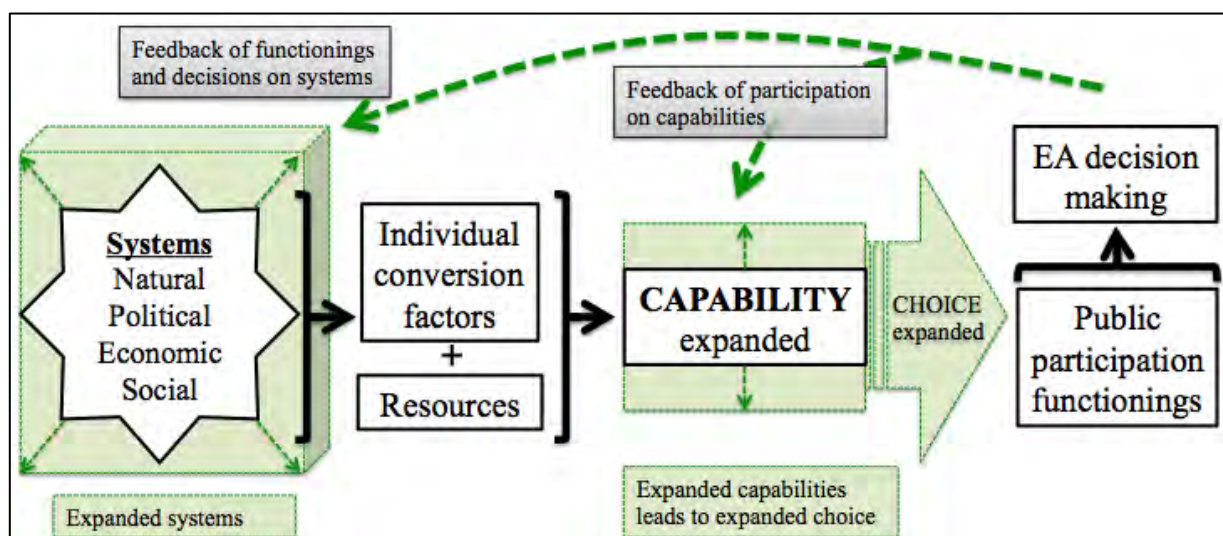 Feedback of functionings
and decisions on systems
Feedback of participation
on capabilities
Systems
Natural
Political
Economic
Social
Individual
conversion
factors
+
Resources
CAPABILITY
expanded
CHOICE
expanded
EA decision
making
Public
participation
functionings
Expanded systems
Expanded capabilities
leads to expanded choice